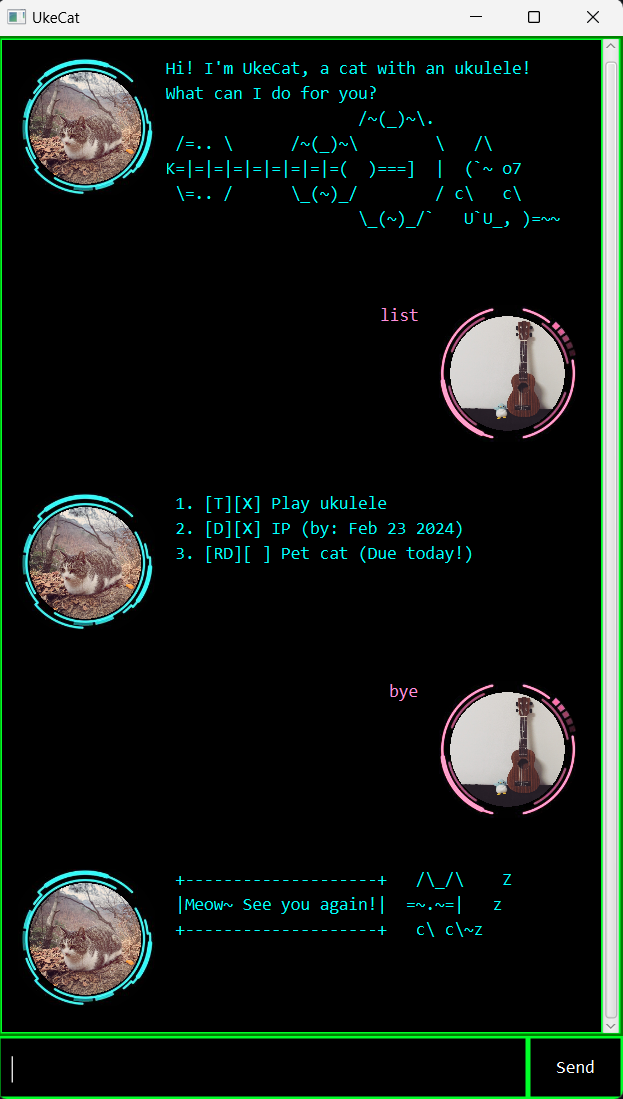 UkeCat
Hi! I'm UkeCat, a cat with an ukulele!
What can I do for you?
                    /~(_)~\.
 /=.. \      /~(_)~\        \   /\
K=|=|=|=|=|=|=|=|=(  )===]  |  (`~ o7
 \=.. /      \_(~)_/        / c\   c\
                    \_(~)_/`   U`U_, )=~~
list
1. [T][X] Play ukulele
2. [D][X] IP (by: Feb 23 2024)
3. [RD][ ] Pet cat (Due today!)
bye
+--------------------+   /\_/\    Z
|Meow~ See you again!|  =~.~=|   z
+--------------------+   c\ c\~z
Send